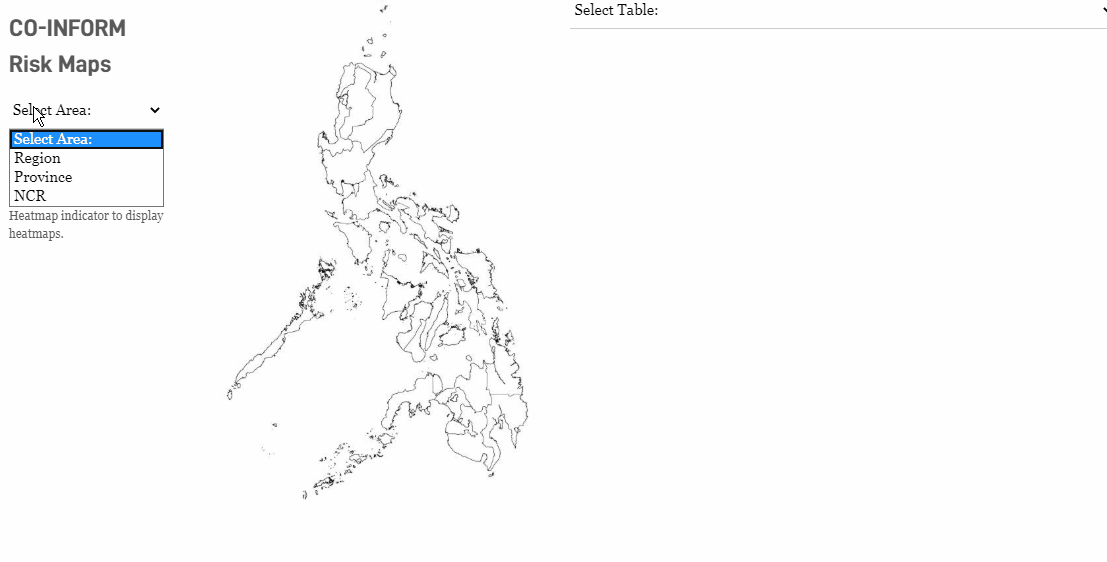 CO-INFORM
Risk Maps
Select Area:
Select Area:
Region
Province
NCR
Heatmap indicator to display
heatmaps.
Select Table: